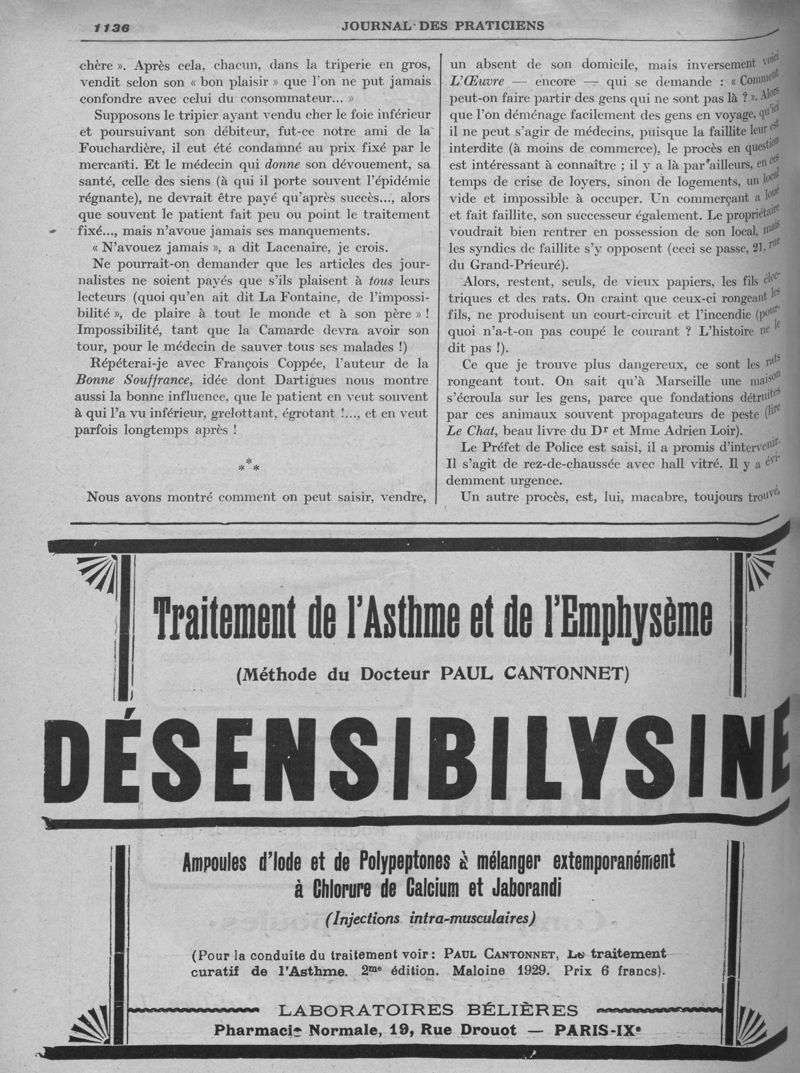 1136
JOURNAL DES PRATICIENS
chère ». Après cela, chacun, dans la triperie en gros,
vendit selon son « bon plaisir » que l'on ne put jamais
confondre avec celui du consommateur... »
Supposons le tripier ayant vendu cher le foie inférieur
et poursuivant son débiteur, fut-ce notre ami de la
Fouchardière, il eut été condamné au prix fixé par le
mercanti. Et le médecin qui donne son dévouement, sa
santé, celle des siens (à qui il porte souvent l'épidémie
régnante), ne devrait être payé qu'après succès..., alors
que souvent le patient fait peu ou point le traitement
fixé..., mais n'avoue jamais ses manquements.
« N'avouez jamais », a dit Lacenaire, je crois.
Ne pourrait-on demander que les articles des jour-
nalistes ne soient payés que s'ils plaisent à tous leurs
lecteurs (quoi qu'en ait dit La Fontaine, de l'impossi-
bilité », de plaire à tout le monde et à son père » !
Impossibilité, tant que la Camarde devra avoir son
tour, pour le médecin de sauver tous ses malades !)
Répéterai-je avec François Coppée, l'auteur de la
Bonne Souffrance, idée dont Dartigues nous montre
aussi la bonne influence, que le patient en veut souvent
à qui l'a vu inférieur, grelottant, égrotant !..., et en veut
parfois longtemps après !
* * *
Nous avons montré comment on peut saisir, vendre,
un absent de son domicile, mais inversement voici
L'Œuvre — encore — qui se demande : « Comment
peut-on faire partir des gens qui ne sont pas là ? ». Alors
que l'on déménage facilement des gens en voyage, qu'ici
il ne peut s'agir de médecins, puisque la faillite leur est
interdite (à moins de commerce), le procès en question
est intéressant à connaître ; il y a là par ailleurs, en ces
temps de crise de loyers, sinon de logements, un local
vide et impossible à occuper. Un commerçant a loué
et fait faillite, son successeur également. Le propriétaire
voudrait bien rentrer en possession de son local, mais
les syndics de faillite s'y opposent (ceci se passe, 21, rue
du Grand-Prieuré).
Alors, restent, seuls, de vieux papiers, les fils élec-
triques et des rats. On craint que ceux-ci rongeant les
fils, ne produisent un court-circuit et l'incendie (pour-
quoi n'a-t-on pas coupé le courant ? L'histoire ne le
dit pas !).
Ce que je trouve plus dangereux, ce sont les rats
rongeant tout. On sait qu'à Marseille une maison
s'écroula sur les gens, parce que fondations détruites
par ces animaux souvent propagateurs de peste (lire
Le Chat, beau livre du Dr et Mme Adrien Loir).
Le Préfet de Police est saisi, il a promis d'intervenir.
Il s'agit de rez-de-chaussée avec hall vitré. Il y a évi-
demment urgence.
Un autre procès, est, lui, macabre, toujours trouvé,
Traitement de l'Asthme et de l'Emphysème
(Méthode du Docteur PAUL CANTONNET)
DÉSENSIBILYSINE
Ampoules d'Iode et de Polypeptones à mélanger extemporanément
à Chlorure de Calcium et Jaborandi
(Injections intra-musculaires)
(Pour la conduite du traitement voir : PAUL CANTONNET, Le traitement
curatif de l'Asthme. 2me édition. Maloine 1929. Prix 6 francs).
LABORATOIRES BÉLIÈRES
Pharmacie Normale, 19, Rue Drouot — PARIS-IXe